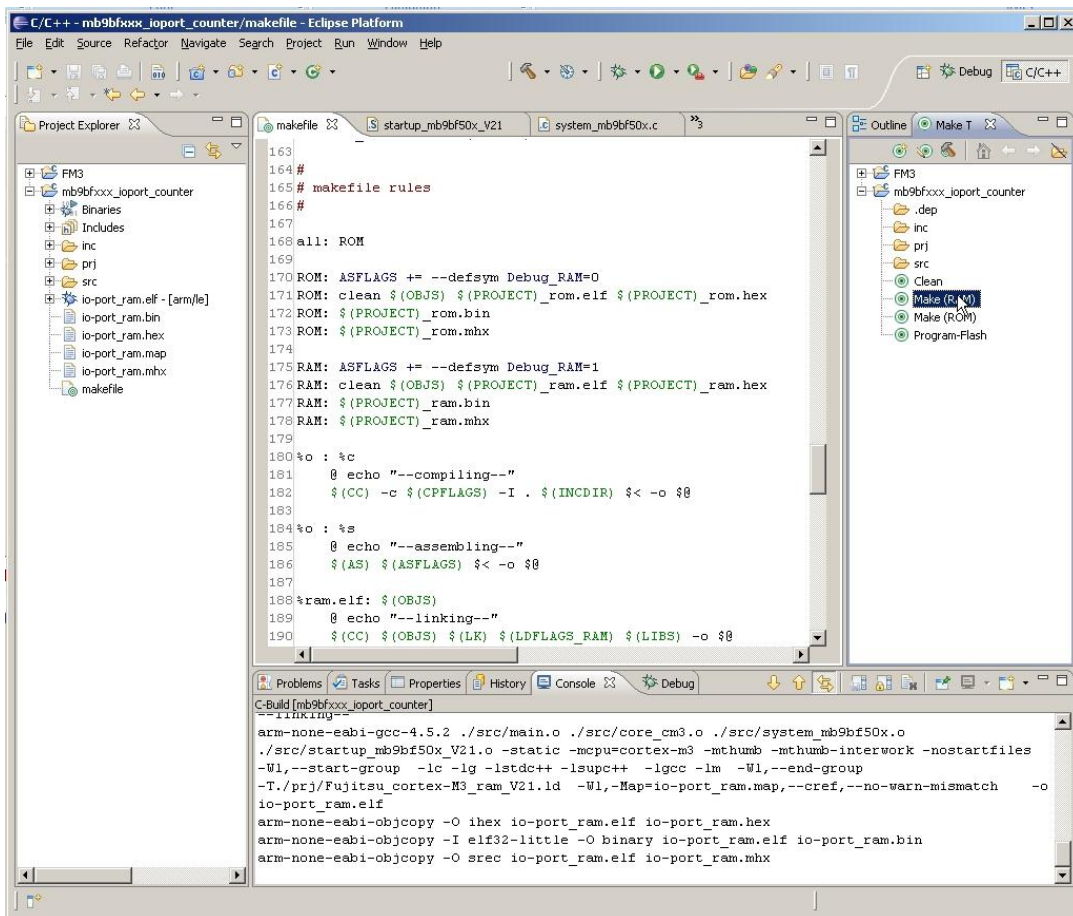 C/C++ - mb9bfxxx_ioport_counter/makefile - Eclipse Platform
File Edit Source Refactor Navigate Search Project Run Window Help
Debug C/C++
Project Explorer
FM3
mb9bfxxx_ioport_counter
Binaries
Includes
inc
prj
src
io-port_ram.elf - [arm/le]
io-port_ram.bin
io-port_ram.hex
io-port_ram.map
io-port_ram.mhx
makefile
makefile startup_mb9bf50x_V21 system_mb9bf50x.c »3
163
164 #
165 # makefile rules
166 #
167
168 all: ROM
169
170 ROM: ASFLAGS += --defsym Debug_RAM=0
171 ROM: clean $(OBJS) $(PROJECT)_rom.elf $(PROJECT)_rom.hex
172 ROM: $(PROJECT)_rom.bin
173 ROM: $(PROJECT)_rom.mhx
174
175 RAM: ASFLAGS += --defsym Debug_RAM=1
176 RAM: clean $(OBJS) $(PROJECT)_ram.elf $(PROJECT)_ram.hex
177 RAM: $(PROJECT)_ram.bin
178 RAM: $(PROJECT)_ram.mhx
179
180 %o : %c
181 @ echo "--compiling--"
182 $(CC) -c $(CPFLAGS) -I . $(INCDIR) $< -o $@
183
184 %o : %s
185 @ echo "--assembling--"
186 $(AS) $(ASFLAGS) $< -o $@
187
188 %ram.elf: $(OBJS)
189 @ echo "--linking--"
190 $(CC) $(OBJS) $(LK) $(LDFLAGS_RAM) $(LIBS) -o $@
Outline Make T
FM3
mb9bfxxx_ioport_counter
.dep
inc
prj
src
Clean
Make (RAM)
Make (ROM)
Program-Flash
Problems Tasks Properties History Console Debug
C-Build [mb9bfxxx_ioport_counter]
--linking--
arm-none-eabi-gcc-4.5.2 ./src/main.o ./src/core_cm3.o ./src/system_mb9bf50x.o
./src/startup_mb9bf50x_V21.o -static -mcpu=cortex-m3 -mthumb -mthumb-interwork -nostartfiles
-Wl,--start-group -lc -lg -lstdc++ -lsupc++ -lgcc -lm -Wl,--end-group
-T./prj/Fujitsu_cortex-M3_ram_V21.ld -Wl,-Map=io-port_ram.map,--cref,--no-warn-mismatch -o
io-port_ram.elf
arm-none-eabi-objcopy -O ihex io-port_ram.elf io-port_ram.hex
arm-none-eabi-objcopy -I elf32-little -O binary io-port_ram.elf io-port_ram.bin
arm-none-eabi-objcopy -O srec io-port_ram.elf io-port_ram.mhx